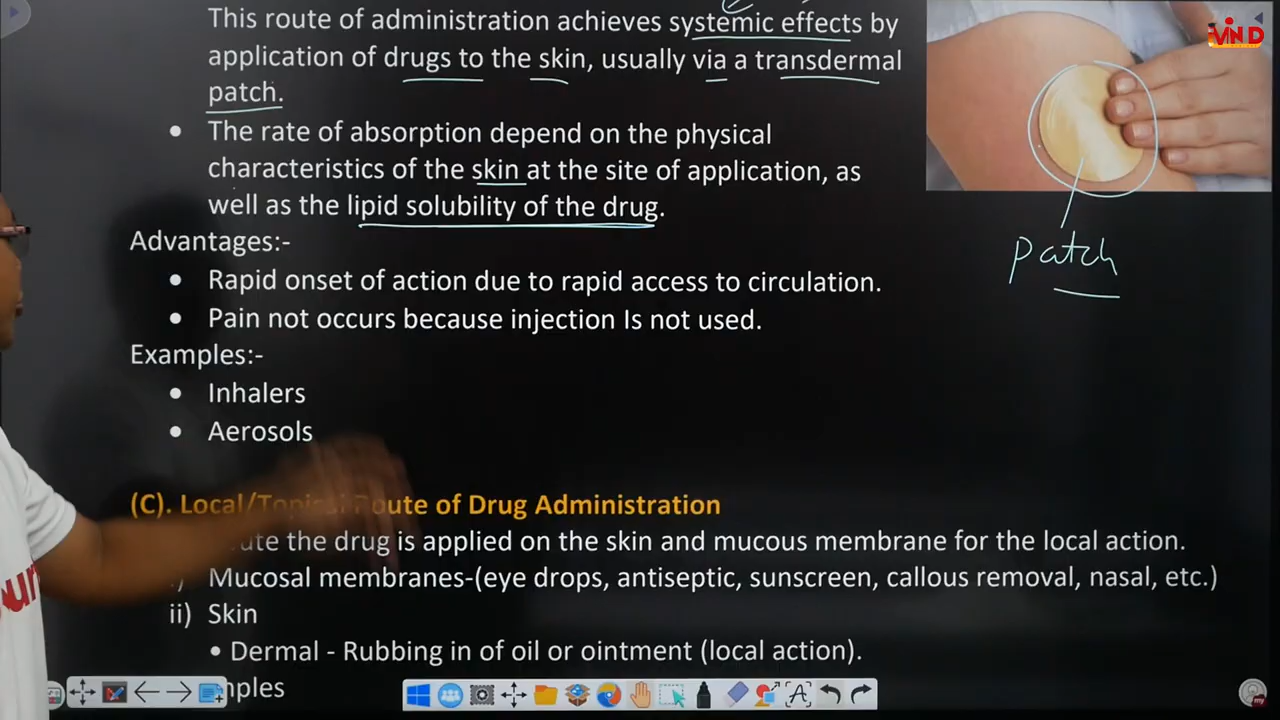 This route of administration achieves systemic effects by
application of drugs to the skin, usually via a transdermal
patch.
• The rate of absorption depend on the physical
characteristics of the skin at the site of application, as
well as the lipid solubility of the drug.
patch
Advantages:-
• Rapid onset of action due to rapid access to circulation.
• Pain not occurs because injection Is not used.
Examples:-
• Inhalers
• Aerosols
(C). Local/Topical Route of Drug Administration
the drug is applied on the skin and mucous membrane for the local action.
Mucosal membranes-(eye drops, antiseptic, sunscreen, callous removal, nasal, etc.)
ii) Skin
• Dermal - Rubbing in of oil or ointment (local action).
VND